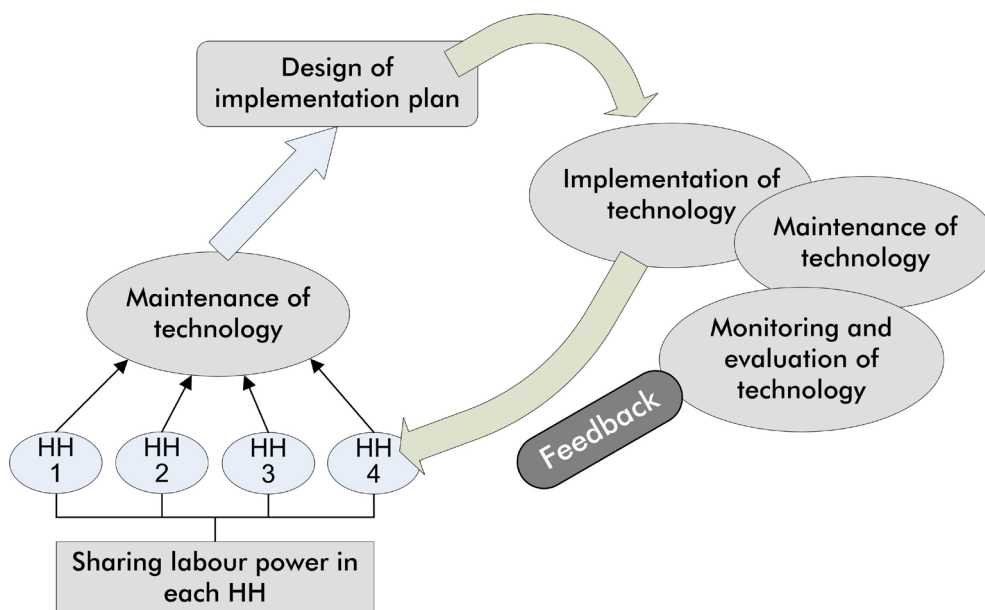 Design of
implementation plan
Implementation of
technology
Maintenance of
technology
Maintenance of
technology
Monitoring and
evaluation of
technology
Feedback
HH
1
HH
2
HH
3
HH
4
Sharing labour power in
each HH